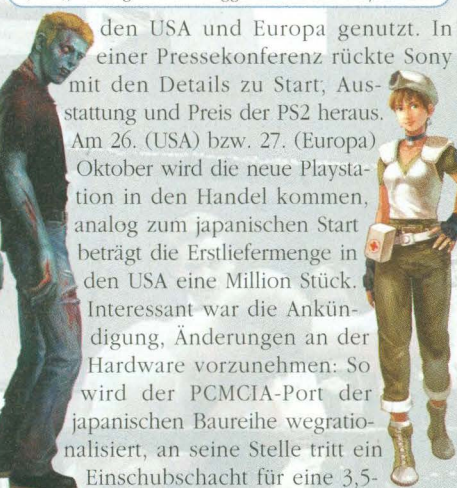 den USA und Europa genutzt. In
einer Pressekonferenz rückte Sony
mit den Details zu Start, Aus-
stattung und Preis der PS2 heraus.
Am 26. (USA) bzw. 27. (Europa)
Oktober wird die neue Playsta-
tion in den Handel kommen,
analog zum japanischen Start
beträgt die Erstliefermenge in
den USA eine Million Stück.
Interessant war die Ankün-
digung, Änderungen an der
Hardware vorzunehmen: So
wird der PCMCIA-Port der
japanischen Baureihe wegratio-
nalisiert, an seine Stelle tritt ein
Einschubschacht für eine 3,5-